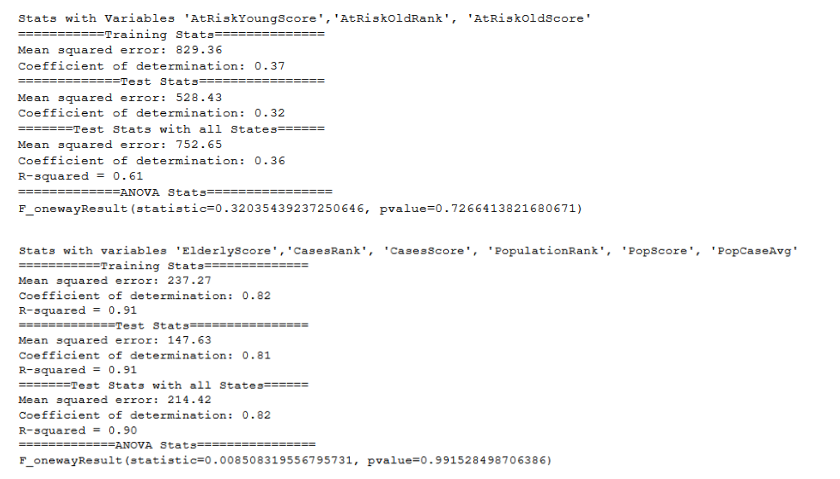 Stats with Variables 'AtRiskYoungScore','AtRiskOldRank', 'AtRiskOldScore'
===========Training Stats==============
Mean squared error: 829.36
Coefficient of determination: 0.37
=============Test Stats================
Mean squared error: 528.43
Coefficient of determination: 0.32
=======Test Stats with all States======
Mean squared error: 752.65
Coefficient of determination: 0.36
R-squared = 0.61
=============ANOVA Stats================
F_onewayResult(statistic=0.32035439237250646, pvalue=0.7266413821680671)
Stats with variables 'ElderlyScore','CasesRank', 'CasesScore', 'PopulationRank', 'PopScore', 'PopCaseAvg'
===========Training Stats==============
Mean squared error: 237.27
Coefficient of determination: 0.82
R-squared = 0.91
=============Test Stats================
Mean squared error: 147.63
Coefficient of determination: 0.81
R-squared = 0.91
=======Test Stats with all States======
Mean squared error: 214.42
Coefficient of determination: 0.82
R-squared = 0.90
=============ANOVA Stats================
F_onewayResult(statistic=0.008508319556795731, pvalue=0.991528498706386)